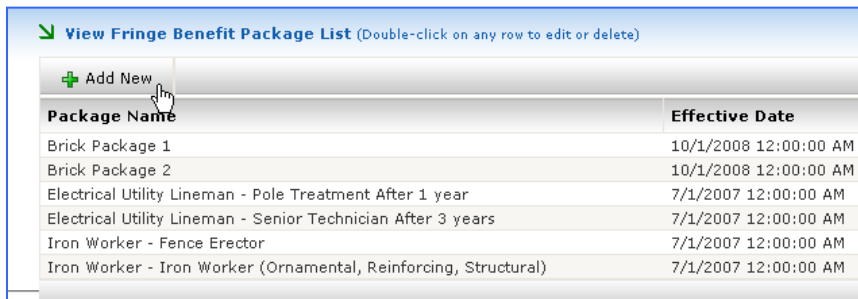 View Fringe Benefit Package List (Double-click on any row to edit or delete)
Add New
Package Name Effective Date
Brick Package 1 10/1/2008 12:00:00 AM
Brick Package 2 10/1/2008 12:00:00 AM
Electrical Utility Lineman - Pole Treatment After 1 year 7/1/2007 12:00:00 AM
Electrical Utility Lineman - Senior Technician After 3 years 7/1/2007 12:00:00 AM
Iron Worker - Fence Erector 7/1/2007 12:00:00 AM
Iron Worker - Iron Worker (Ornamental, Reinforcing, Structural) 7/1/2007 12:00:00 AM